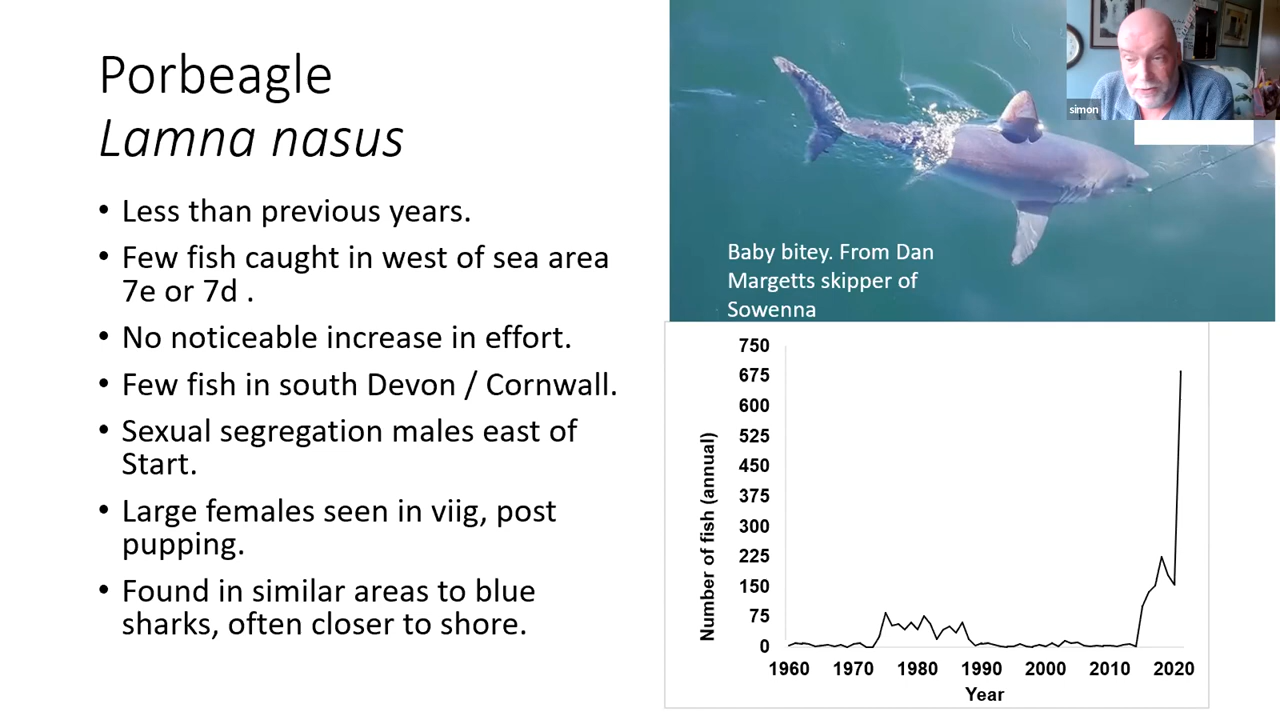 Porbeagle
Lamna nasus
• Less than previous years.
• Few fish caught in west of sea area
7e or 7d .
• No noticeable increase in effort.
• Few fish in south Devon / Cornwall.
• Sexual segregation males east of
Start.
• Large females seen in viig, post
pupping.
• Found in similar areas to blue
sharks, often closer to shore.
simon
Baby bitey. From Dan
Margetts skipper of
Sowenna
Number of fish (annual)
750
675
600
525
450
375
300
225
150
75
0
1960 1970 1980 1990 2000 2010 2020
Year